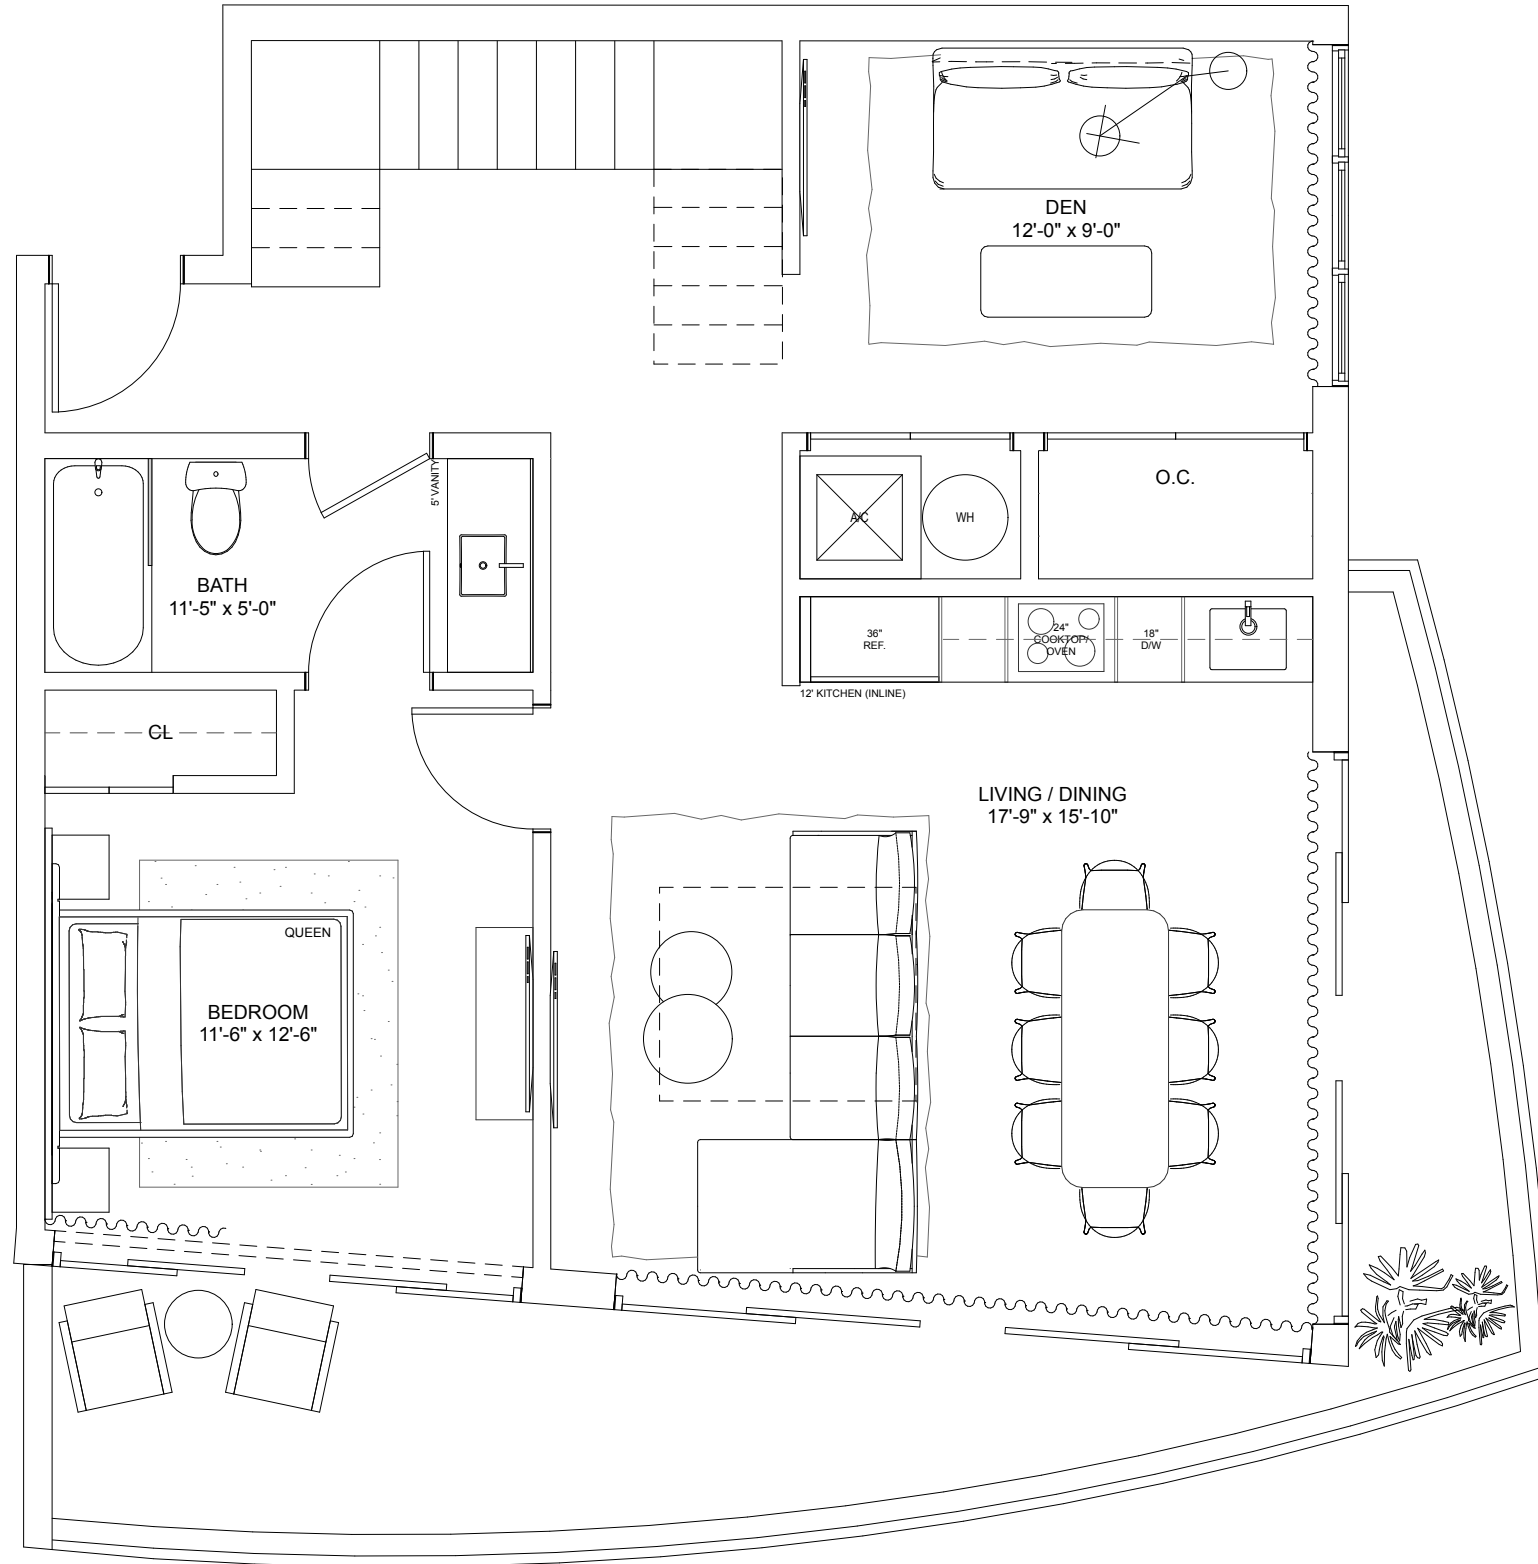 DEN
12'-0" x 9'-0"
5' VANITY
O.C.
A/C
WH
BATH
11'-5" x 5'-0"
36"
REF.
24"
COOKTOP/
OVEN
18"
D/W
12' KITCHEN (INLINE)
CL
LIVING / DINING
17'-9" x 15'-10"
QUEEN
BEDROOM
11'-6" x 12'-6"